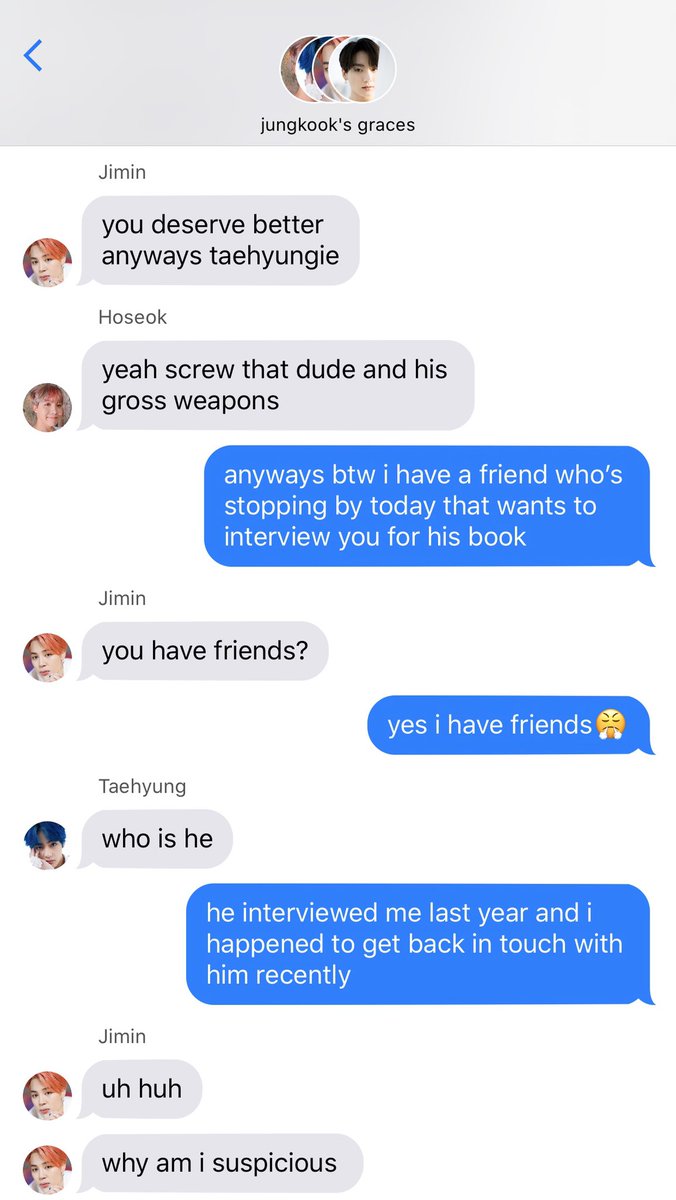 jungkook's graces
Jimin
you deserve better
anyways taehyungie
Hoseok
yeah screw that dude and his
gross weapons
anyways btw i have a friend who’s
stopping by today that wants to
interview you for his book
Jimin
you have friends?
yes i have friends😤
Taehyung
who is he
he interviewed me last year and i
happened to get back in touch with
him recently
Jimin
uh huh
why am i suspicious